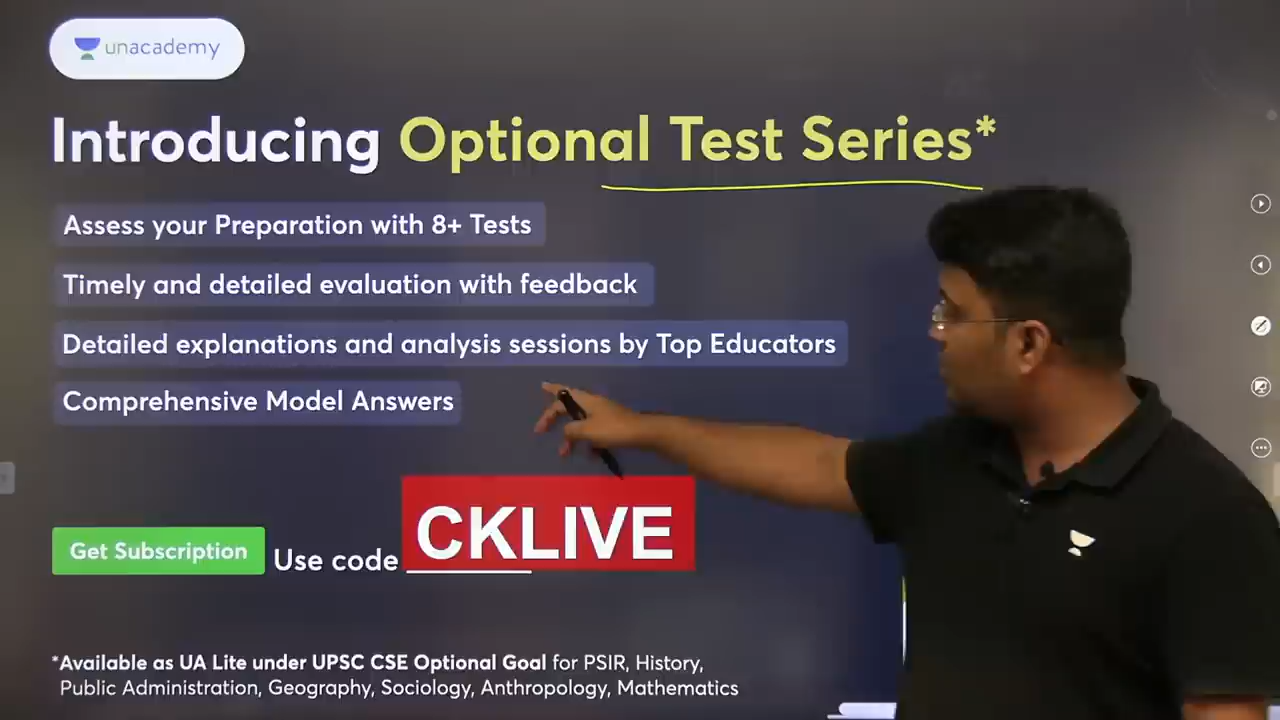 unacademy
Introducing Optional Test Series*
Assess your Preparation with 8+ Tests
Timely and detailed evaluation with feedback
Detailed explanations and analysis sessions by Top Educators
Comprehensive Model Answers
CKLIVE
Get Subscription Use code
*Available as UA Lite under UPSC CSE Optional Goal for PSIR, History,
Public Administration, Geography, Sociology, Anthropology, Mathematics